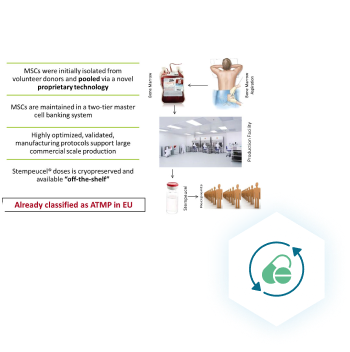 MSCs were initially isolated from
volunteer donors and pooled via a novel
proprietary technology
MSCs are maintained in a two-tier master
cell banking system
Highly optimized, validated,
manufacturing protocols support large
commercial scale production
Stempeucel® doses is cryopreserved and
available “off-the-shelf”
Already classified as ATMP in EU
Bone Marrow
Bone Marrow
Aspiration
Production Facility
Stempeucel